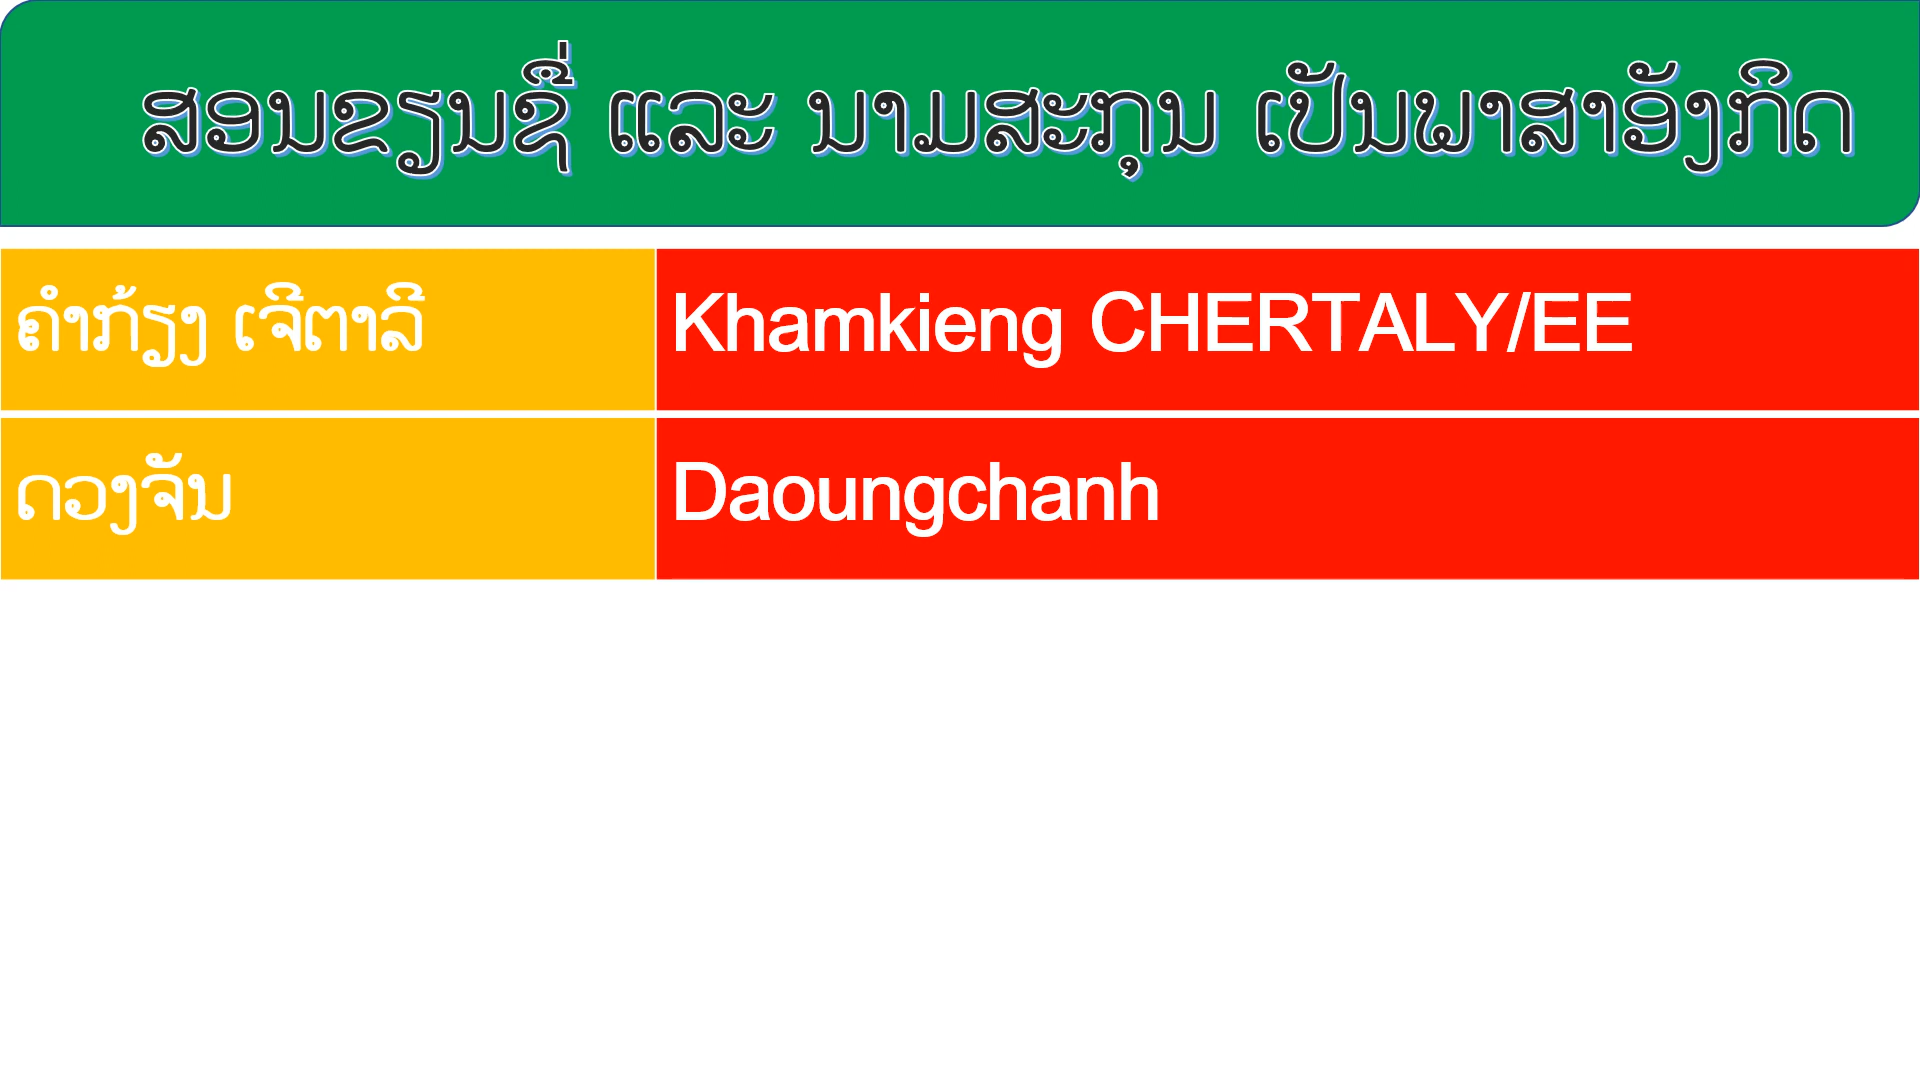 ສອນຂຽນຊື່ ແລະ ນາມສະກຸນ ເປັນພາສາອັງກິດ
ຄຳກ້ຽງ ເຈີຕາລີ Khamkieng CHERTALY/EE
ດວງຈັນ Daoungchanh